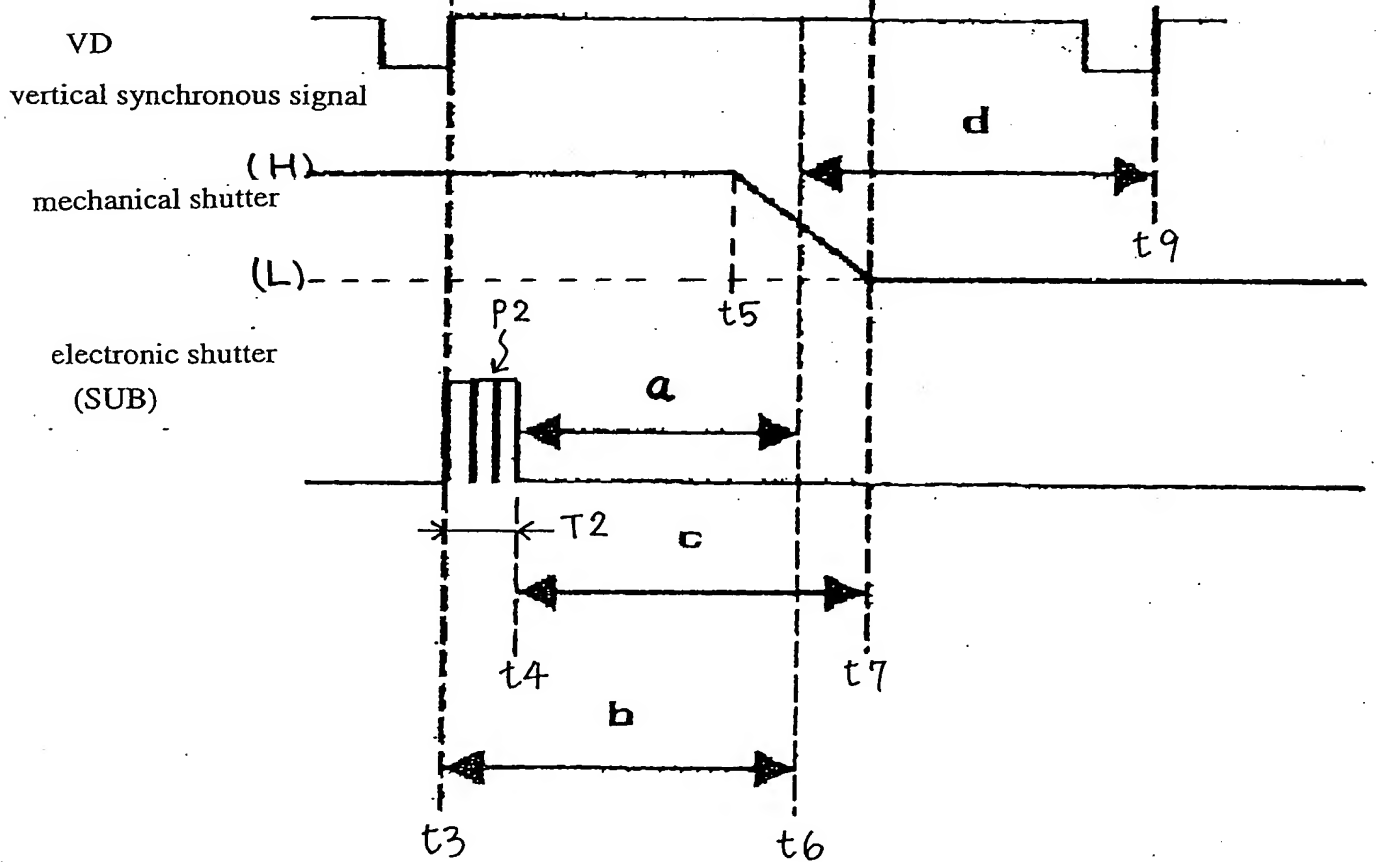 VD
vertical synchronous signal
d
(H)
mechanical shutter
t9
(L)
t5
P2
electronic shutter
(SUB)
a
T2
c
t4
t7
b
t3
t6